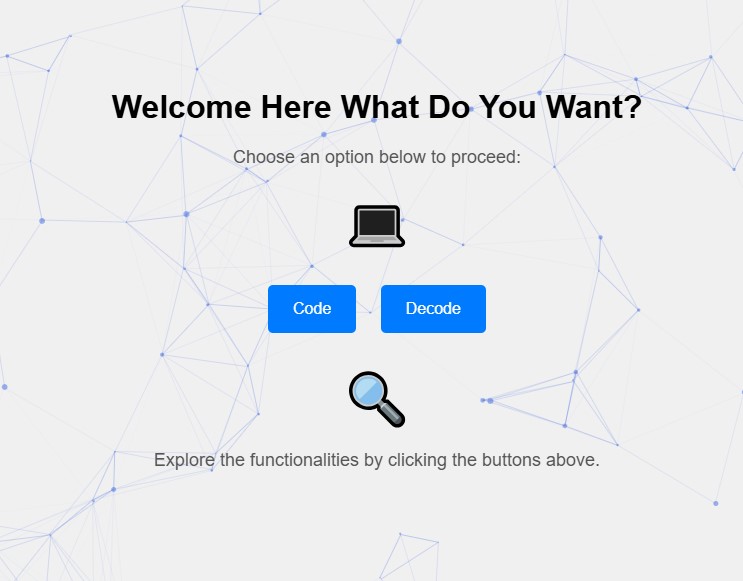 Welcome Here What Do You Want?
Choose an option below to proceed:
Code
Decode
Explore the functionalities by clicking the buttons above.